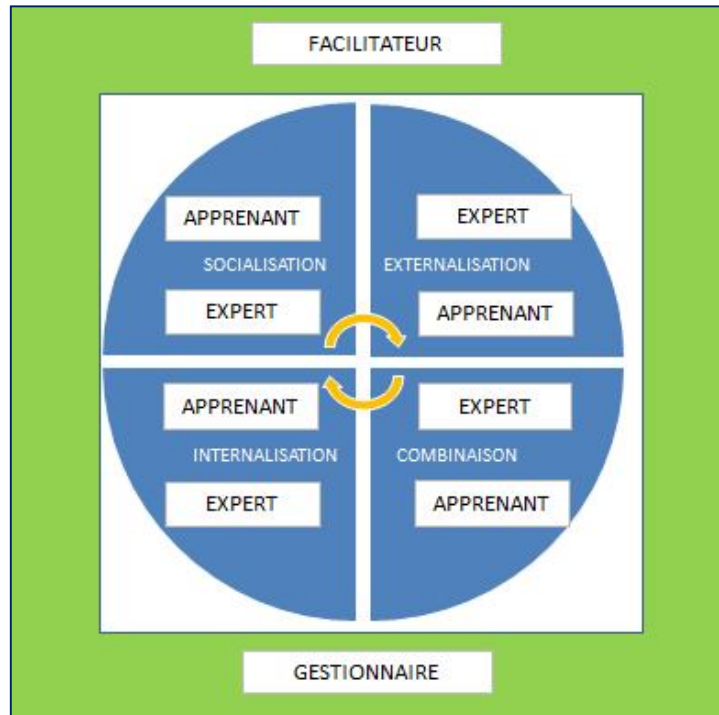 FACILITATEUR
APPRENANT
SOCIALISATION
EXPERT
EXPERT
EXTERNALISATION
APPRENANT
APPRENANT
INTERNALISATION
EXPERT
EXPERT
COMBINAISON
APPRENANT
GESTIONNAIRE